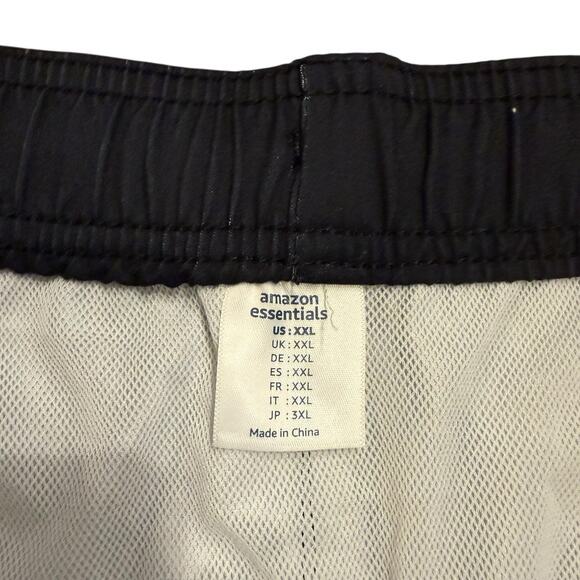 amazon
essentials
US : XXL
UK : XXL
DE : XXL
ES : XXL
FR : XXL
IT : XXL
JP : 3XL
Made in China